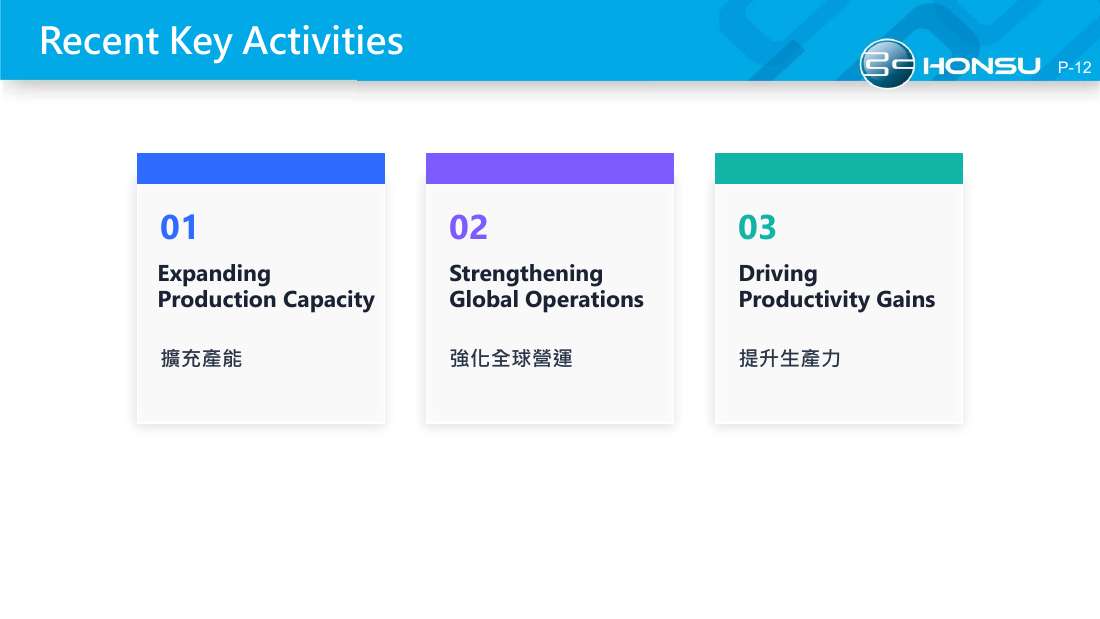 Recent Key Activities
HONSU
P-12
01
Expanding
Production Capacity
擴充產能
02
Strengthening
Global Operations
強化全球營運
03
Driving
Productivity Gains
提升生產力